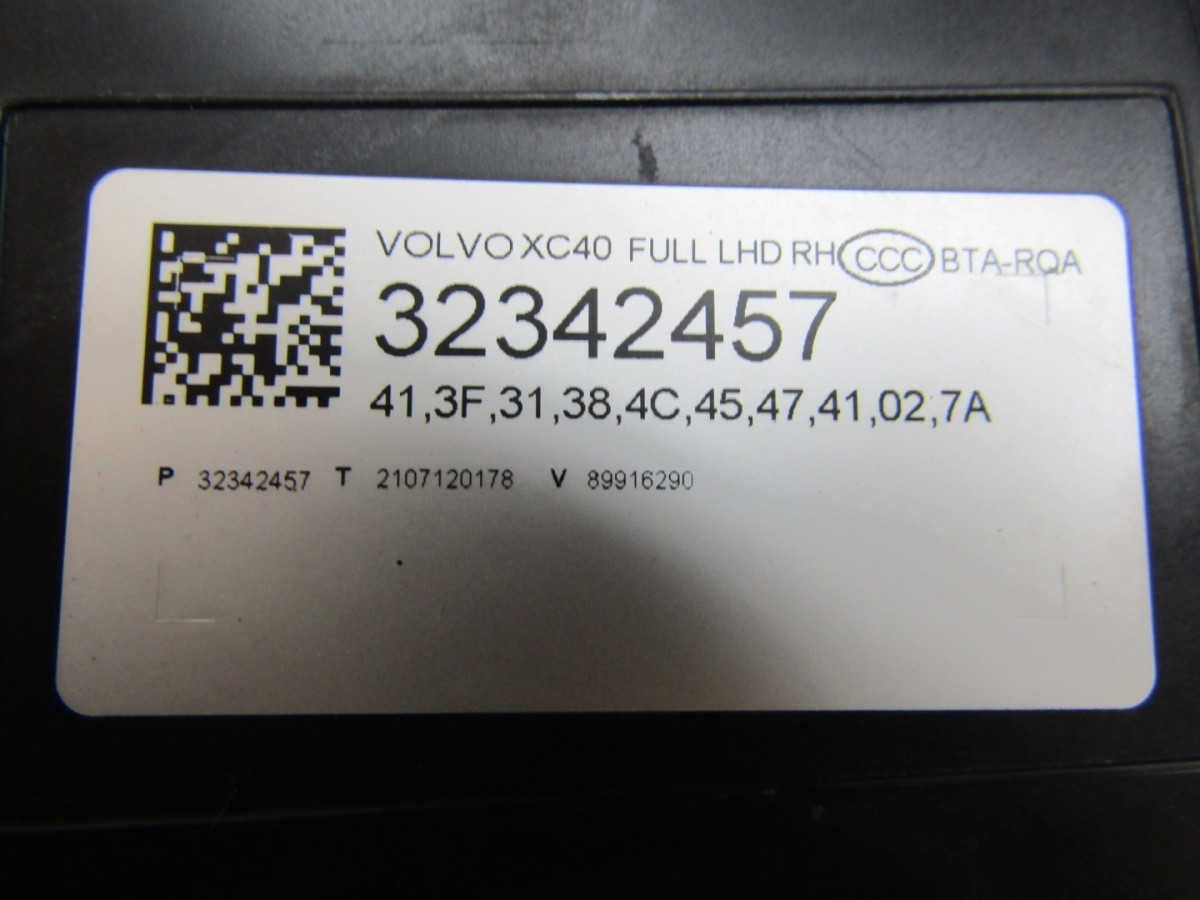 VOLVO XC40 FULL LHD RH CCC BTA-RQA
32342457
41,3F,31,38,4C,45,47,41,02,7A
P 32342457 T 2107120178 V 89916290